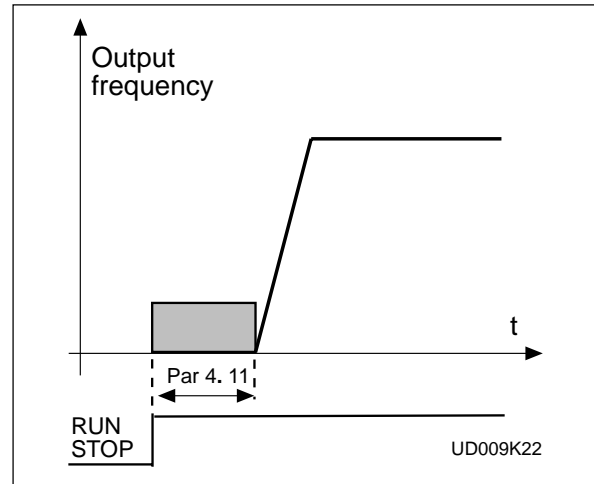 Output
frequency
t
Par 4. 11
RUN
STOP
UD009K22